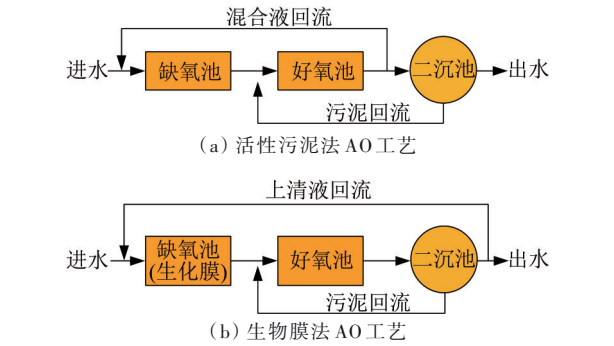 混合液回流
进水 缺氧池 好氧池 二沉池 出水
污泥回流
(a) 活性污泥法 AO 工艺
上清液回流
进水 缺氧池 好氧池 二沉池 出水
(生化膜)
污泥回流
(b) 生物膜法 AO 工艺